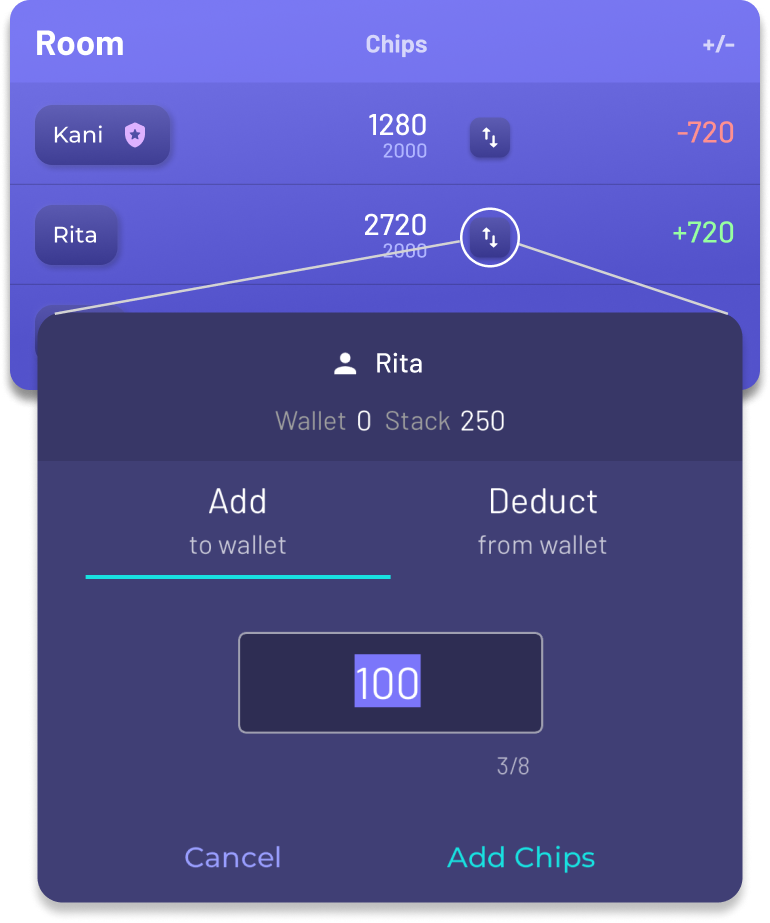 Room Chips +/-
Kani 1280 -720
2000
Rita 2720 +720
2000
Rita
Wallet 0 Stack 250
Add Deduct
to wallet from wallet
100
3/8
Cancel Add Chips